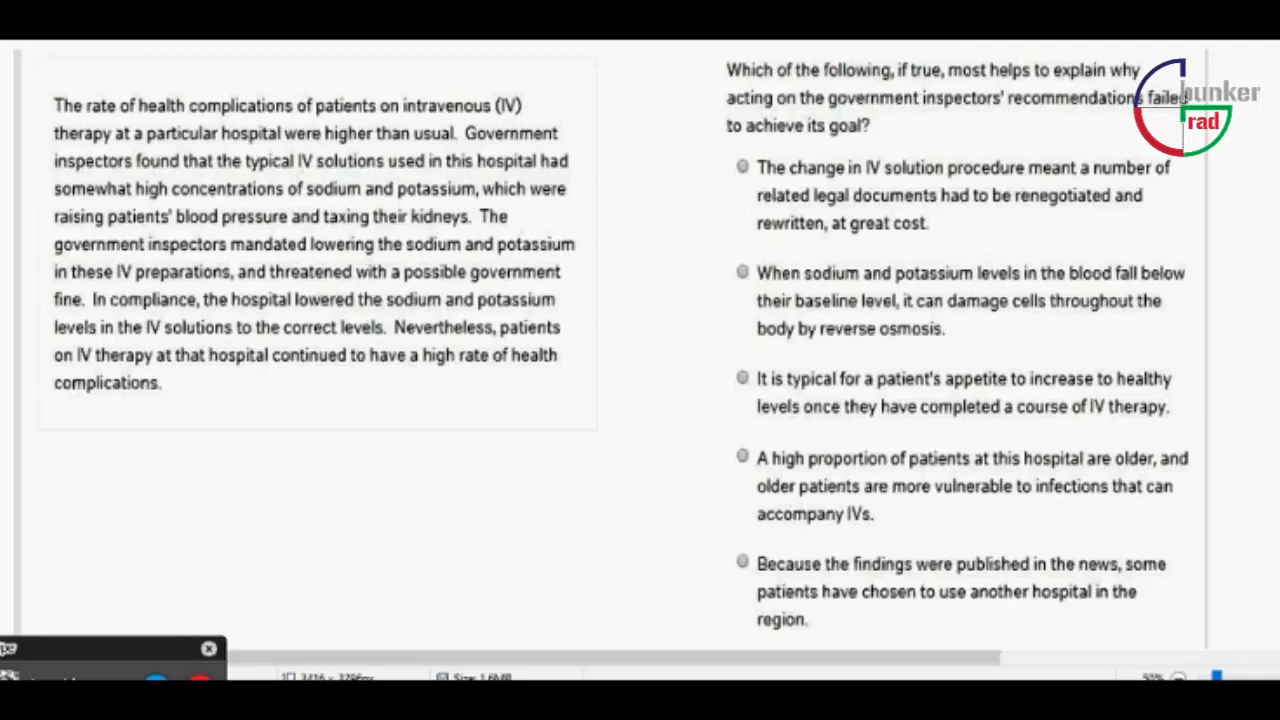 The rate of health complications of patients on intravenous (IV)
therapy at a particular hospital were higher than usual. Government
inspectors found that the typical IV solutions used in this hospital had
somewhat high concentrations of sodium and potassium, which were
raising patients' blood pressure and taxing their kidneys. The
government inspectors mandated lowering the sodium and potassium
in these IV preparations, and threatened with a possible government
fine. In compliance, the hospital lowered the sodium and potassium
levels in the IV solutions to the correct levels. Nevertheless, patients
on IV therapy at that hospital continued to have a high rate of health
complications.
Which of the following, if true, most helps to explain why
acting on the government inspectors' recommendations failed
to achieve its goal?
The change in IV solution procedure meant a number of
related legal documents had to be renegotiated and
rewritten, at great cost.
When sodium and potassium levels in the blood fall below
their baseline level, it can damage cells throughout the
body by reverse osmosis.
It is typical for a patient's appetite to increase to healthy
levels once they have completed a course of IV therapy.
A high proportion of patients at this hospital are older, and
older patients are more vulnerable to infections that can
accompany IVs.
Because the findings were published in the news, some
patients have chosen to use another hospital in the
region.
bunker
rad
50%